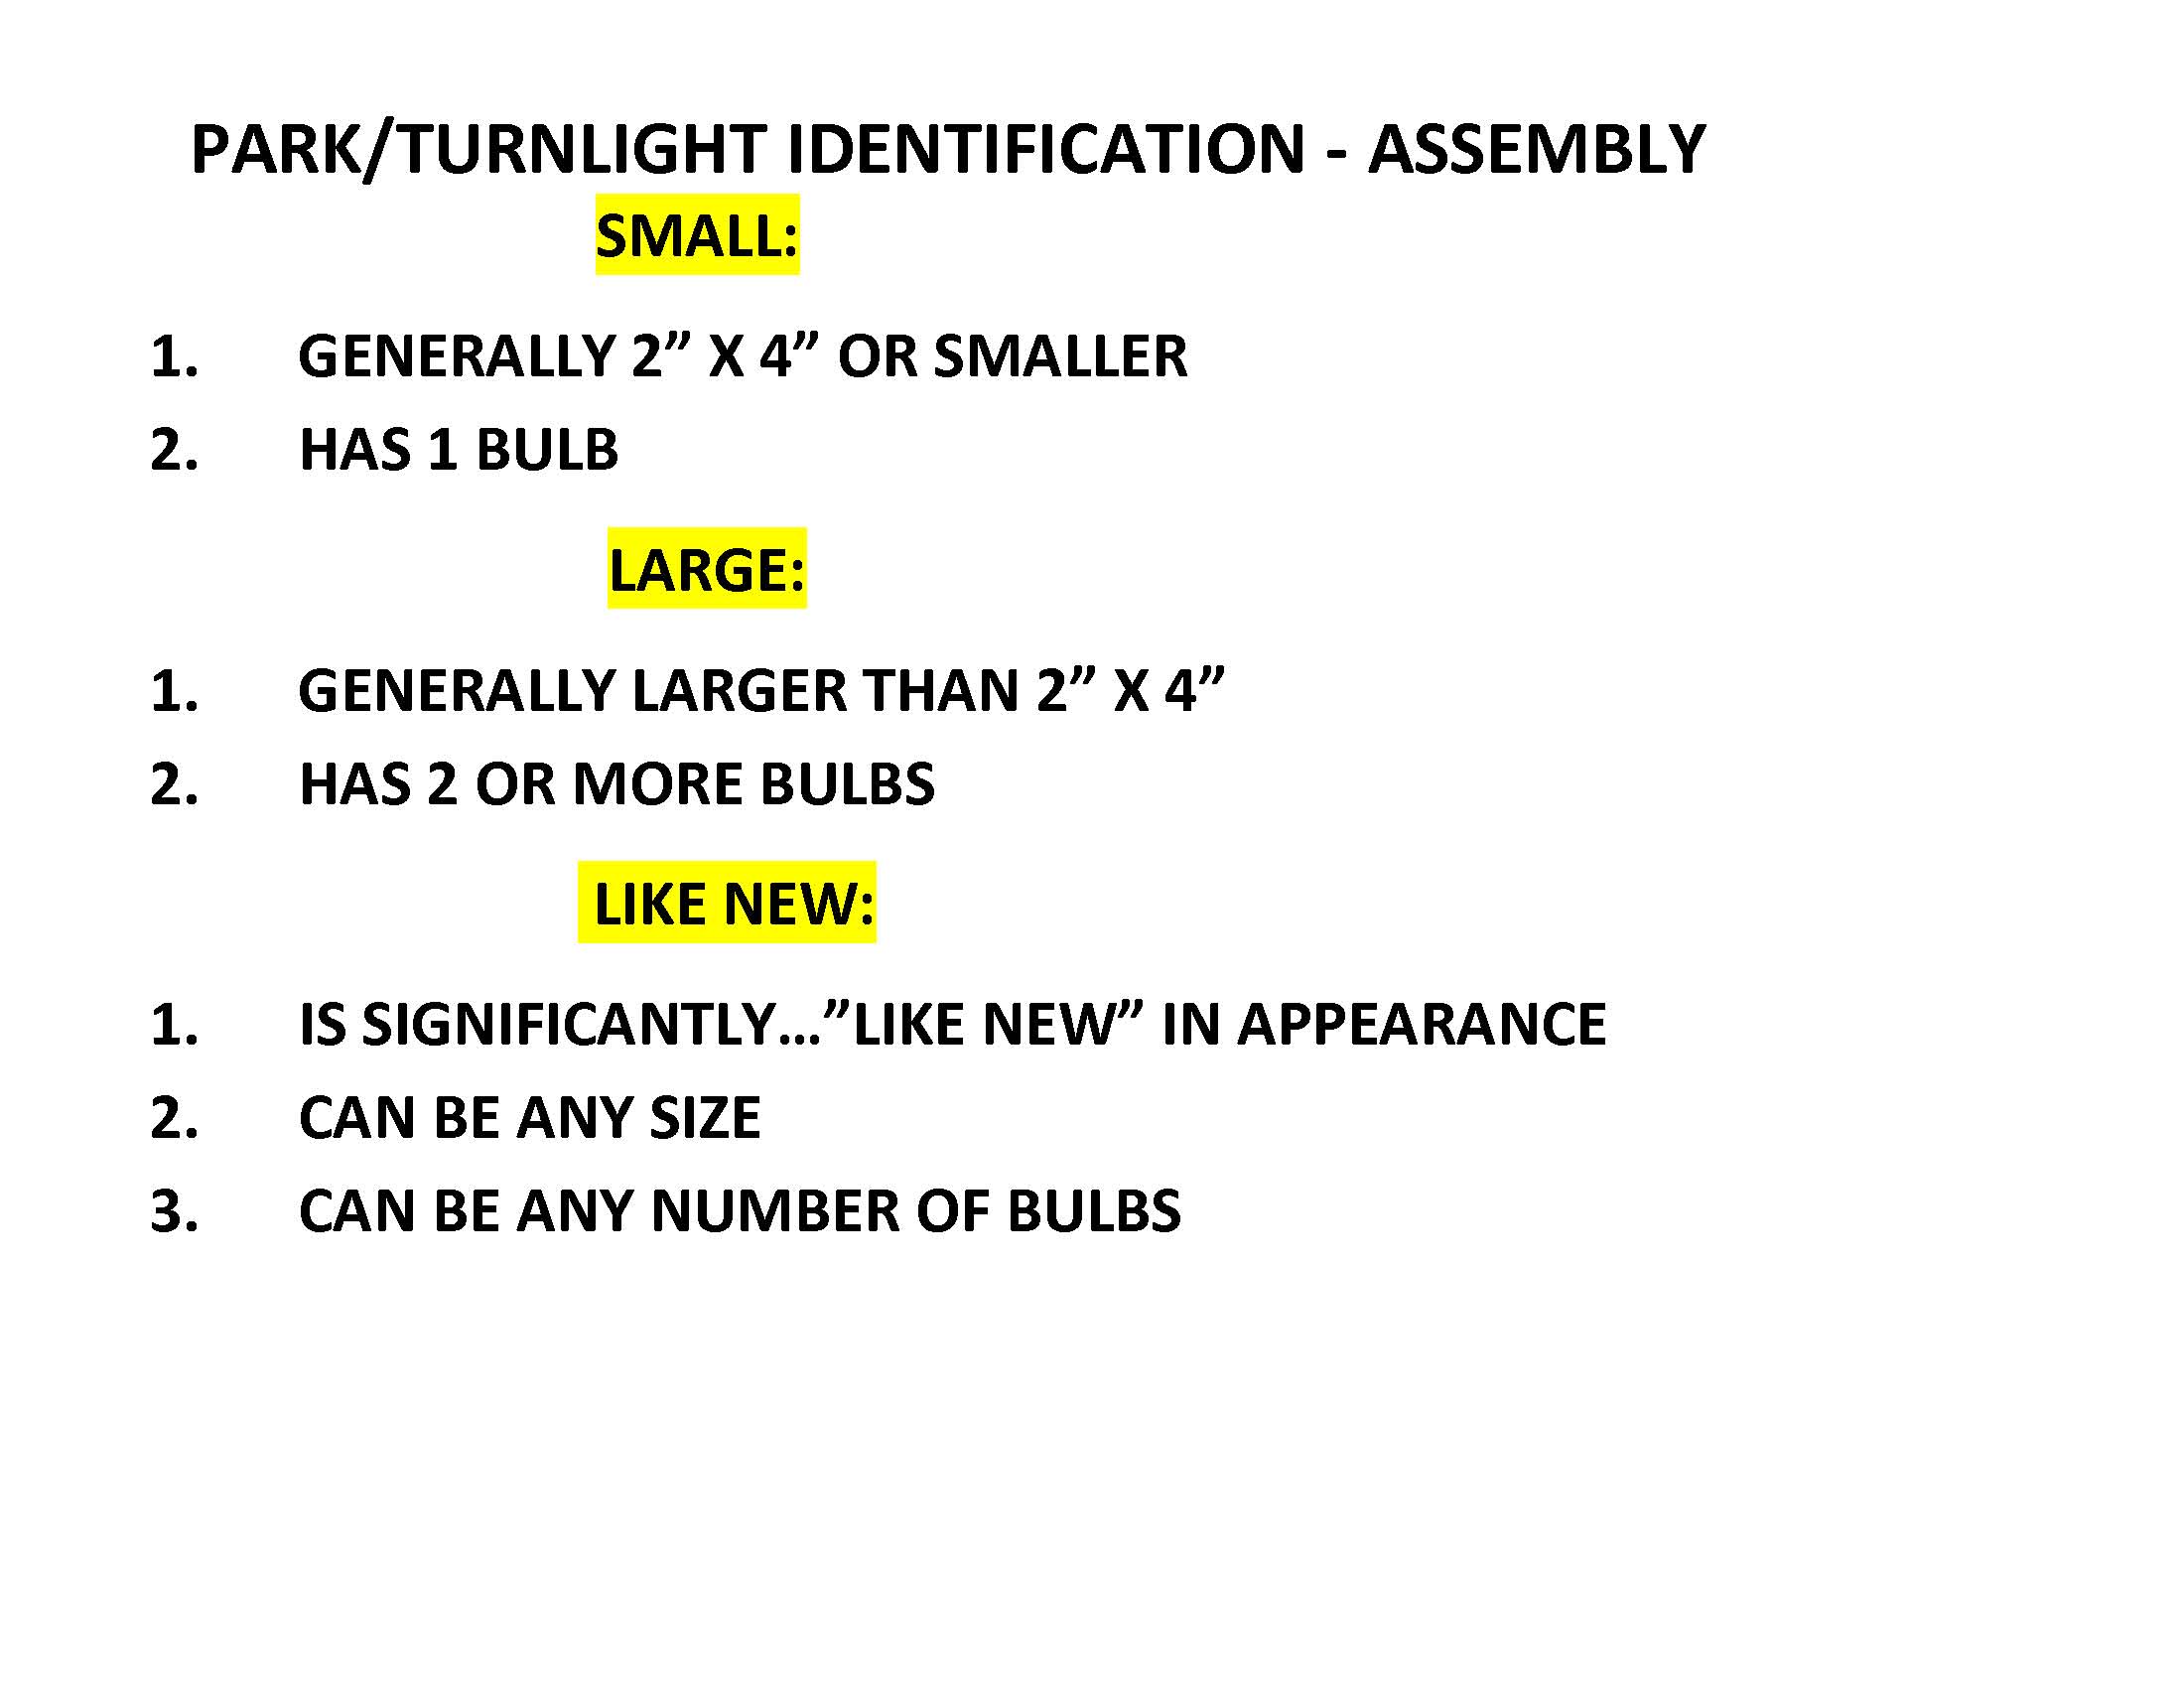 PARK/TURNLIGHT IDENTIFICATION - ASSEMBLY
SMALL:
1. GENERALLY 2” X 4” OR SMALLER
2. HAS 1 BULB
LARGE:
1. GENERALLY LARGER THAN 2” X 4”
2. HAS 2 OR MORE BULBS
LIKE NEW:
1. IS SIGNIFICANTLY...”LIKE NEW” IN APPEARANCE
2. CAN BE ANY SIZE
3. CAN BE ANY NUMBER OF BULBS